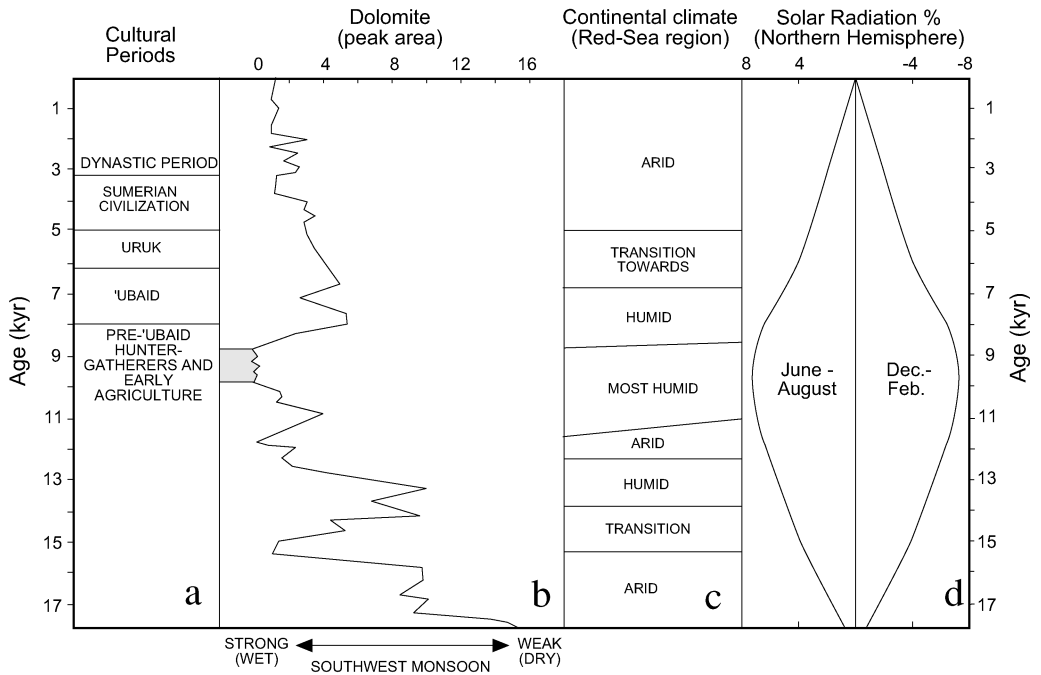 Cultural
Periods
Dolomite
(peak area)
Continental climate
(Red-Sea region)
Solar Radiation %
(Northern Hemisphere)
0 4 8 12 16
8 4 -4 -8
Age (kyr)
1
3
5
7
9
11
13
15
17
DYNASTIC PERIOD
SUMERIAN
CIVILIZATION
URUK
'UBAID
PRE-'UBAID
HUNTER-
GATHERERS AND
EARLY
AGRICULTURE
a
b
ARID
TRANSITION
TOWARDS
HUMID
MOST HUMID
ARID
HUMID
TRANSITION
ARID
c
June -
August
Dec.-
Feb.
d
1
3
5
7
9
11
13
15
17
Age (kyr)
STRONG
(WET)
WEAK
(DRY)
SOUTHWEST MONSOON